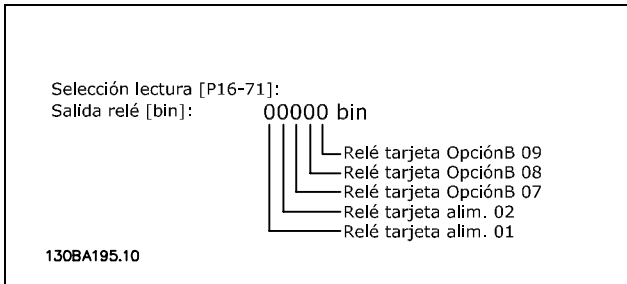 Selección lectura [P16-71]:
Salida relé [bin]: 00000 bin
Relé tarjeta OpciónB 09
Relé tarjeta OpciónB 08
Relé tarjeta OpciónB 07
Relé tarjeta alim. 02
Relé tarjeta alim. 01
130BA195.10